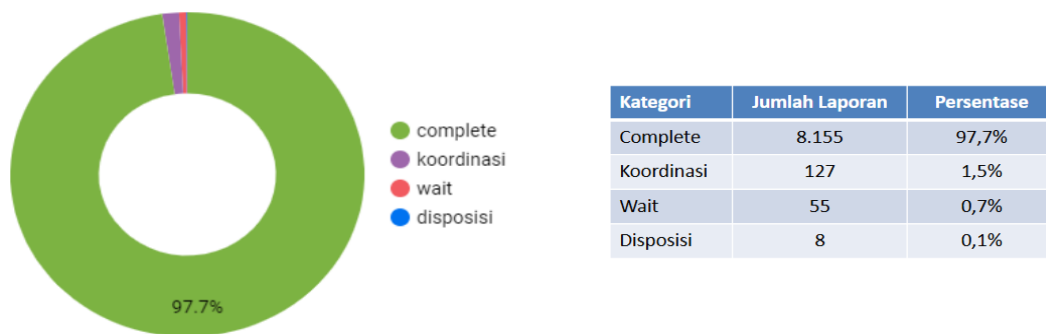 complete
koordinasi
wait
disposisi
97.7%
Kategori Jumlah Laporan Persentase
Complete 8.155 97,7%
Koordinasi 127 1,5%
Wait 55 0,7%
Disposisi 8 0,1%